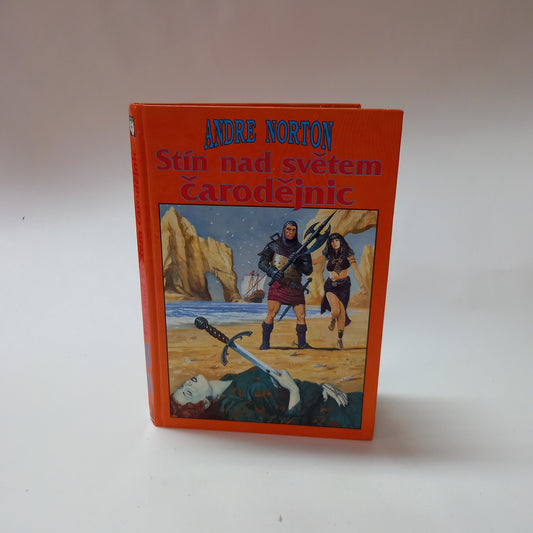 ANDRE NORTON
Stín nad světem
čarodějnic